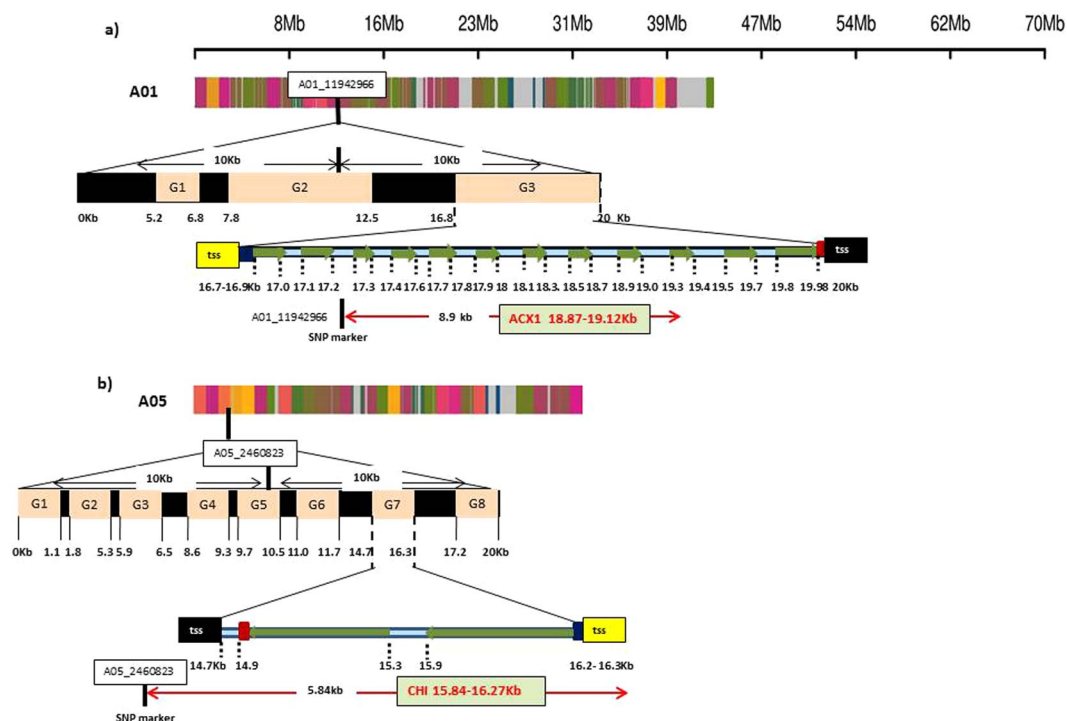 a)
8Mb 16Mb 23Mb 31Mb 39Mb 47Mb 54Mb 62Mb 70Mb
A01_11942966
A01
10Kb 10Kb
G1 G2 G3
0Kb 5.2 6.8 7.8 12.5 16.8 20 Kb
tss tss
16.7-16.9Kb 17.0 17.1 17.2 17.3 17.4 17.6 17.7 17.8 17.9 18 18.1 18.3. 18.5 18.7 18.9 19.0 19.3 19.4 19.5 19.7 19.8 19.98 20Kb
A01_11942966 8.9 kb ACX1 18.87-19.12Kb
SNP marker
b)
A05
A05_2460823
10Kb 10Kb
G1 G2 G3 G4 G5 G6 G7 G8
0Kb 1.1 1.8 5.3 5.9 6.5 8.6 9.3 9.7 10.5 11.0 11.7 14.7 16.3 17.2 20Kb
tss tss
14.7Kb 14.9 15.3 15.9 16.2-16.3Kb
A05_2460823
5.84kb CHI 15.84-16.27Kb
SNP marker